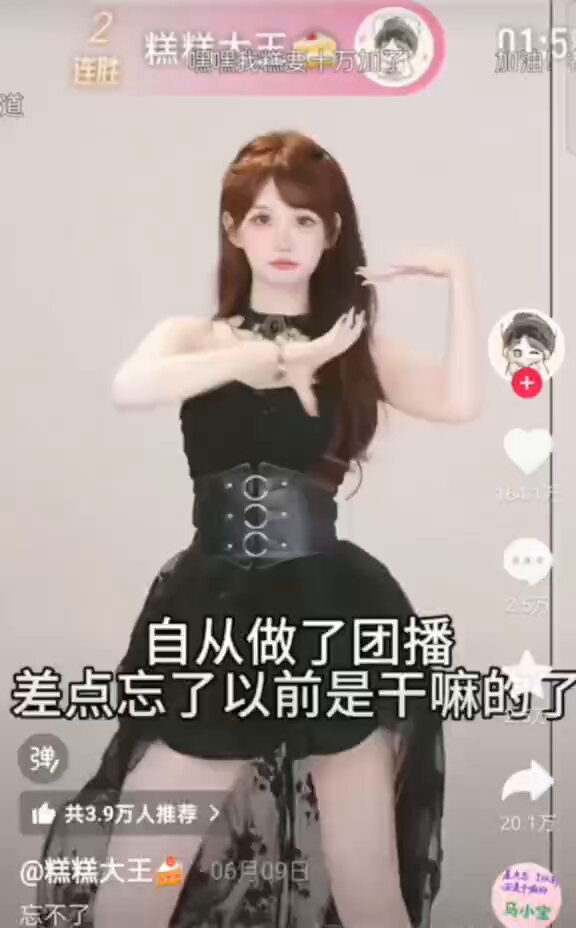 2
连胜
糕糕大王🍰
嘿嘿我糕要十万加了
01:5
加油!
道
164.1万
2.5万
自从做了团播
差点忘了以前是干嘛的了
弹
共3.9万人推荐 >
20.1万
@糕糕大王🍰 · 06月09日
忘不了
马小宝